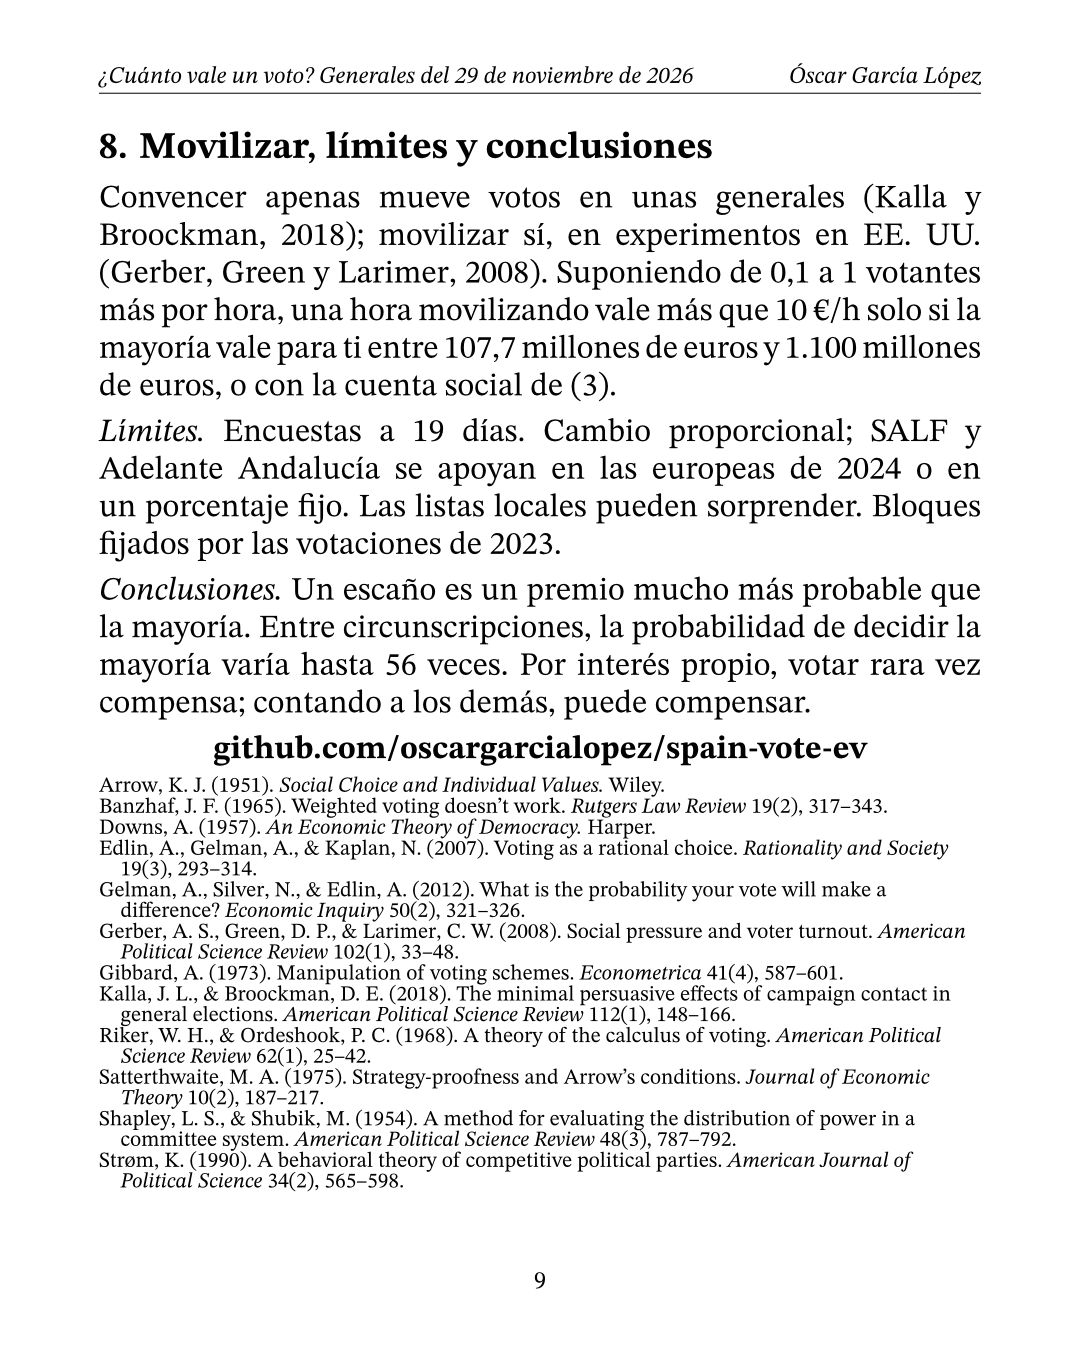 ¿Cuánto vale un voto? Generales del 29 de noviembre de 2026 Óscar García López
8. Movilizar, límites y conclusiones
Convencer apenas mueve votos en unas generales (Kalla y
Broockman, 2018); movilizar sí, en experimentos en EE. UU.
(Gerber, Green y Larimer, 2008). Suponiendo de 0,1 a 1 votantes
más por hora, una hora movilizando vale más que 10 €/h solo si la
mayoría vale para ti entre 107,7 millones de euros y 1.100 millones
de euros, o con la cuenta social de (3).
Límites. Encuestas a 19 días. Cambio proporcional; SALF y
Adelante Andalucía se apoyan en las europeas de 2024 o en
un porcentaje fijo. Las listas locales pueden sorprender. Bloques
fijados por las votaciones de 2023.
Conclusiones. Un escaño es un premio mucho más probable que
la mayoría. Entre circunscripciones, la probabilidad de decidir la
mayoría varía hasta 56 veces. Por interés propio, votar rara vez
compensa; contando a los demás, puede compensar.
github.com/oscargarcialopez/spain-vote-ev
Arrow, K. J. (1951). Social Choice and Individual Values. Wiley.
Banzhaf, J. F. (1965). Weighted voting doesn’t work. Rutgers Law Review 19(2), 317–343.
Downs, A. (1957). An Economic Theory of Democracy. Harper.
Edlin, A., Gelman, A., & Kaplan, N. (2007). Voting as a rational choice. Rationality and Society
19(3), 293–314.
Gelman, A., Silver, N., & Edlin, A. (2012). What is the probability your vote will make a
difference? Economic Inquiry 50(2), 321–326.
Gerber, A. S., Green, D. P., & Larimer, C. W. (2008). Social pressure and voter turnout. American
Political Science Review 102(1), 33–48.
Gibbard, A. (1973). Manipulation of voting schemes. Econometrica 41(4), 587–601.
Kalla, J. L., & Broockman, D. E. (2018). The minimal persuasive effects of campaign contact in
general elections. American Political Science Review 112(1), 148–166.
Riker, W. H., & Ordeshook, P. C. (1968). A theory of the calculus of voting. American Political
Science Review 62(1), 25–42.
Satterthwaite, M. A. (1975). Strategy-proofness and Arrow’s conditions. Journal of Economic
Theory 10(2), 187–217.
Shapley, L. S., & Shubik, M. (1954). A method for evaluating the distribution of power in a
committee system. American Political Science Review 48(3), 787–792.
Strøm, K. (1990). A behavioral theory of competitive political parties. American Journal of
Political Science 34(2), 565–598.
9